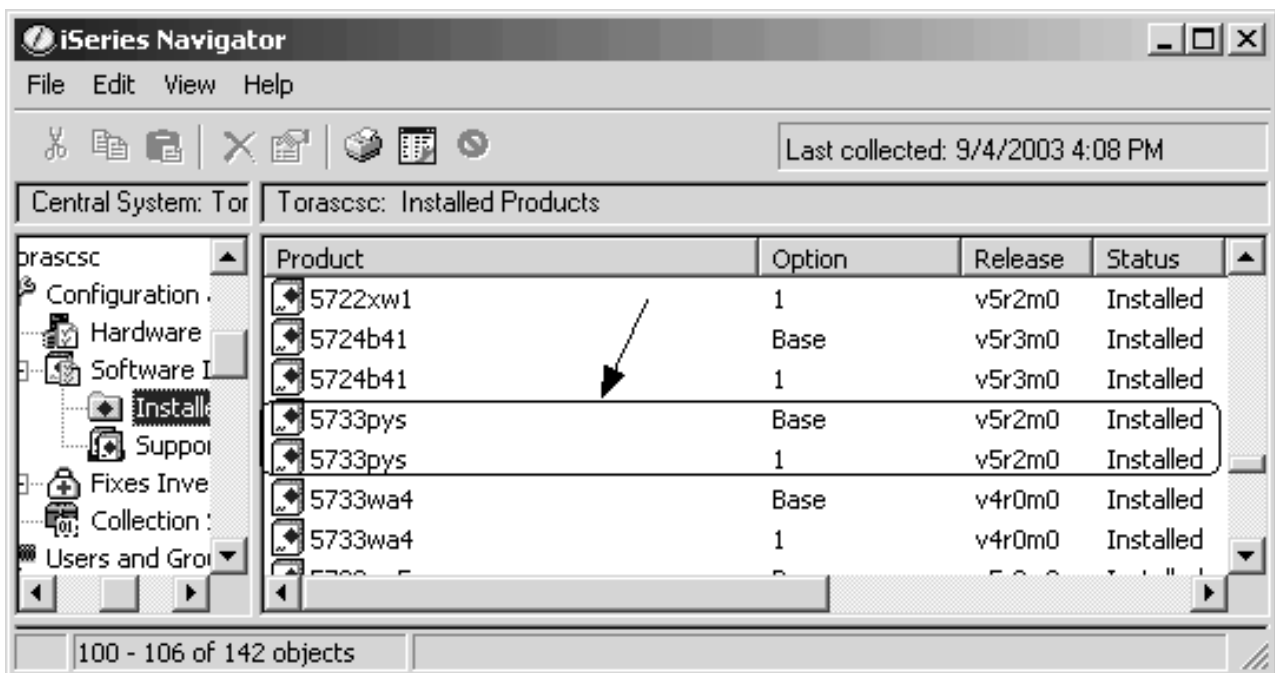 iSeries Navigator
File Edit View Help
Last collected: 9/4/2003 4:08 PM
Central System: Tor Torascsc: Installed Products
orascsc Product Option Release Status
Configuration
5722xw1 1 v5r2m0 Installed
Hardware
5724b41 Base v5r3m0 Installed
Software I
5724b41 1 v5r3m0 Installed
Installe
5733pys Base v5r2m0 Installed
Suppor
5733pys 1 v5r2m0 Installed
Fixes Inve
5733wa4 Base v4r0m0 Installed
Collection
5733wa4 1 v4r0m0 Installed
Users and Grou
100 - 106 of 142 objects